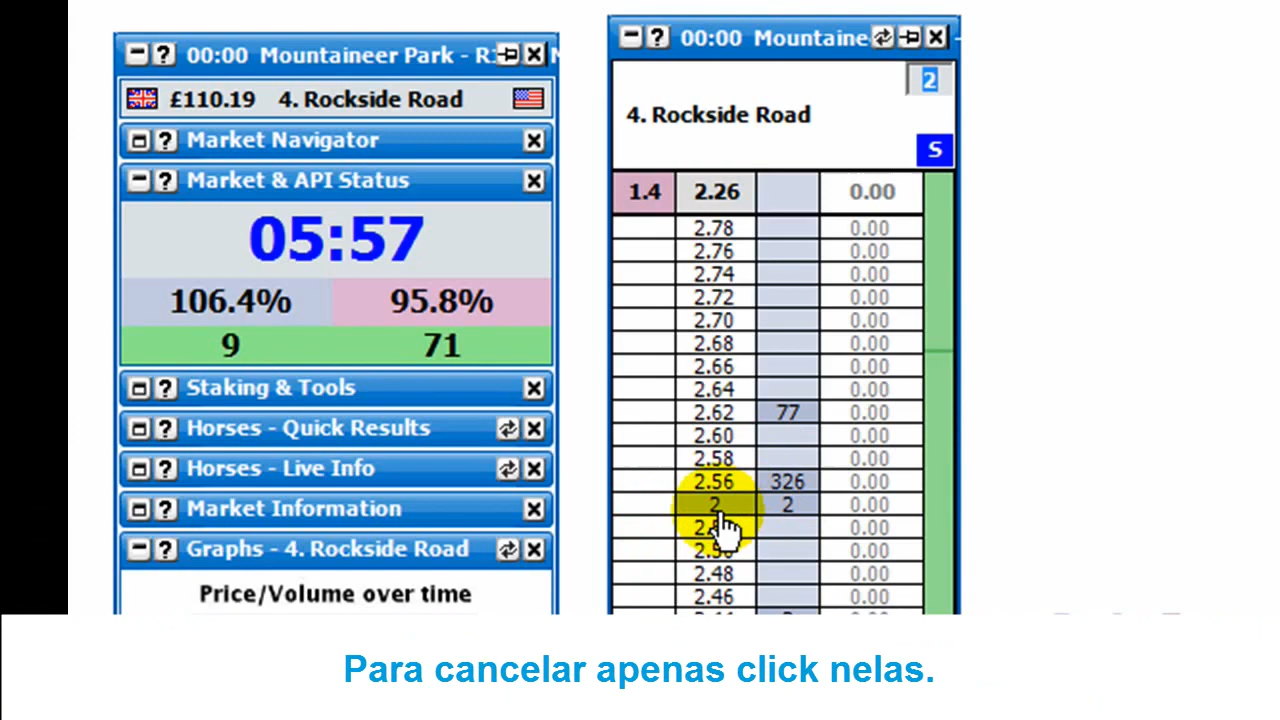 00:00 Mountaineer Park -
£110.19 4. Rockside Road
Market Navigator
Market & API Status
05:57
106.4% 95.8%
9 71
Staking & Tools
Horses - Quick Results
Horses - Live Info
Market Information
Graphs - 4. Rockside Road
Price/Volume over time
00:00
2
4. Rockside Road
S
1.4 2.26 0.00
2.78 0.00
2.76 0.00
2.74 0.00
2.72 0.00
2.70 0.00
2.68 0.00
2.66 0.00
2.64 0.00
2.62 77 0.00
2.60 0.00
2.58 0.00
2.56 326 0.00
2 2 0.00
0.00
0.00
2.48 0.00
2.46 0.00
Para cancelar apenas click nelas.